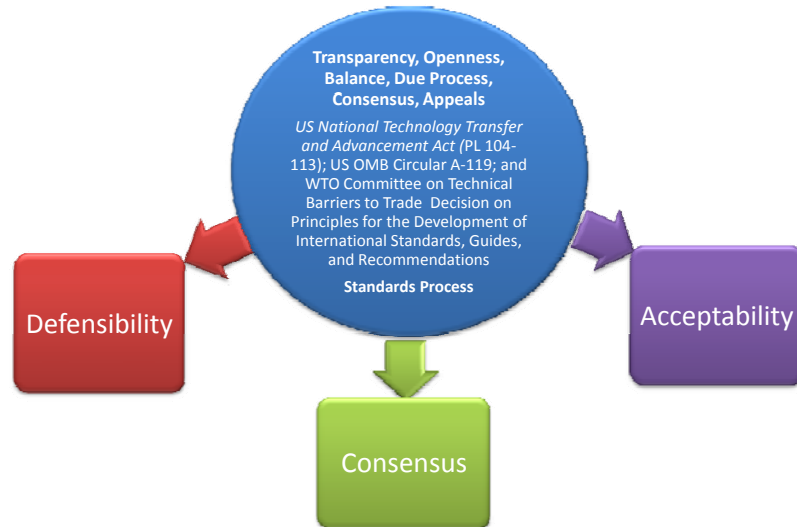 Transparency, Openness,
Balance, Due Process,
Consensus, Appeals
US National Technology Transfer
and Advancement Act (PL 104-
113); US OMB Circular A-119; and
WTO Committee on Technical
Barriers to Trade Decision on
Principles for the Development of
International Standards, Guides,
and Recommendations
Standards Process
Defensibility
Acceptability
Consensus